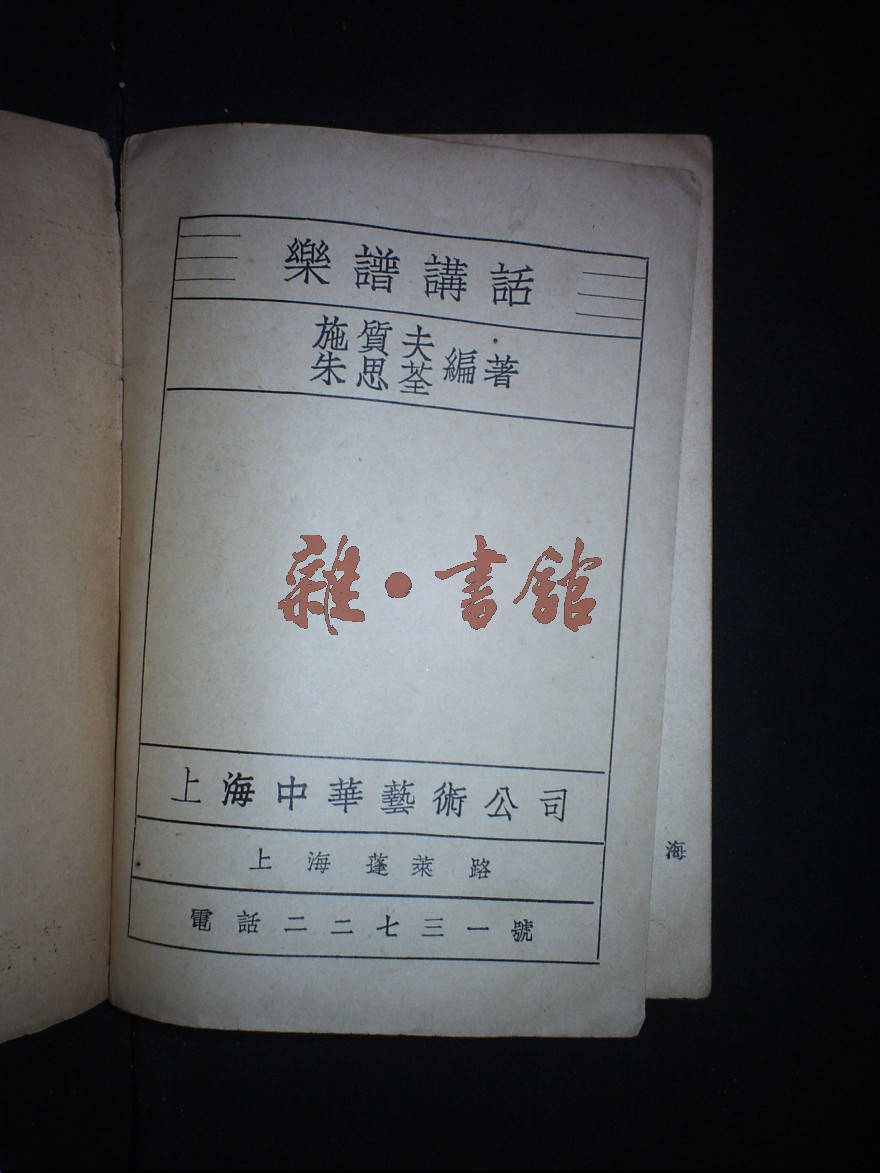 樂譜講話
施質夫
朱思荃
編著
雜·書館
上海中華藝術公司
上海蓬萊路
電話二二七三一號
海